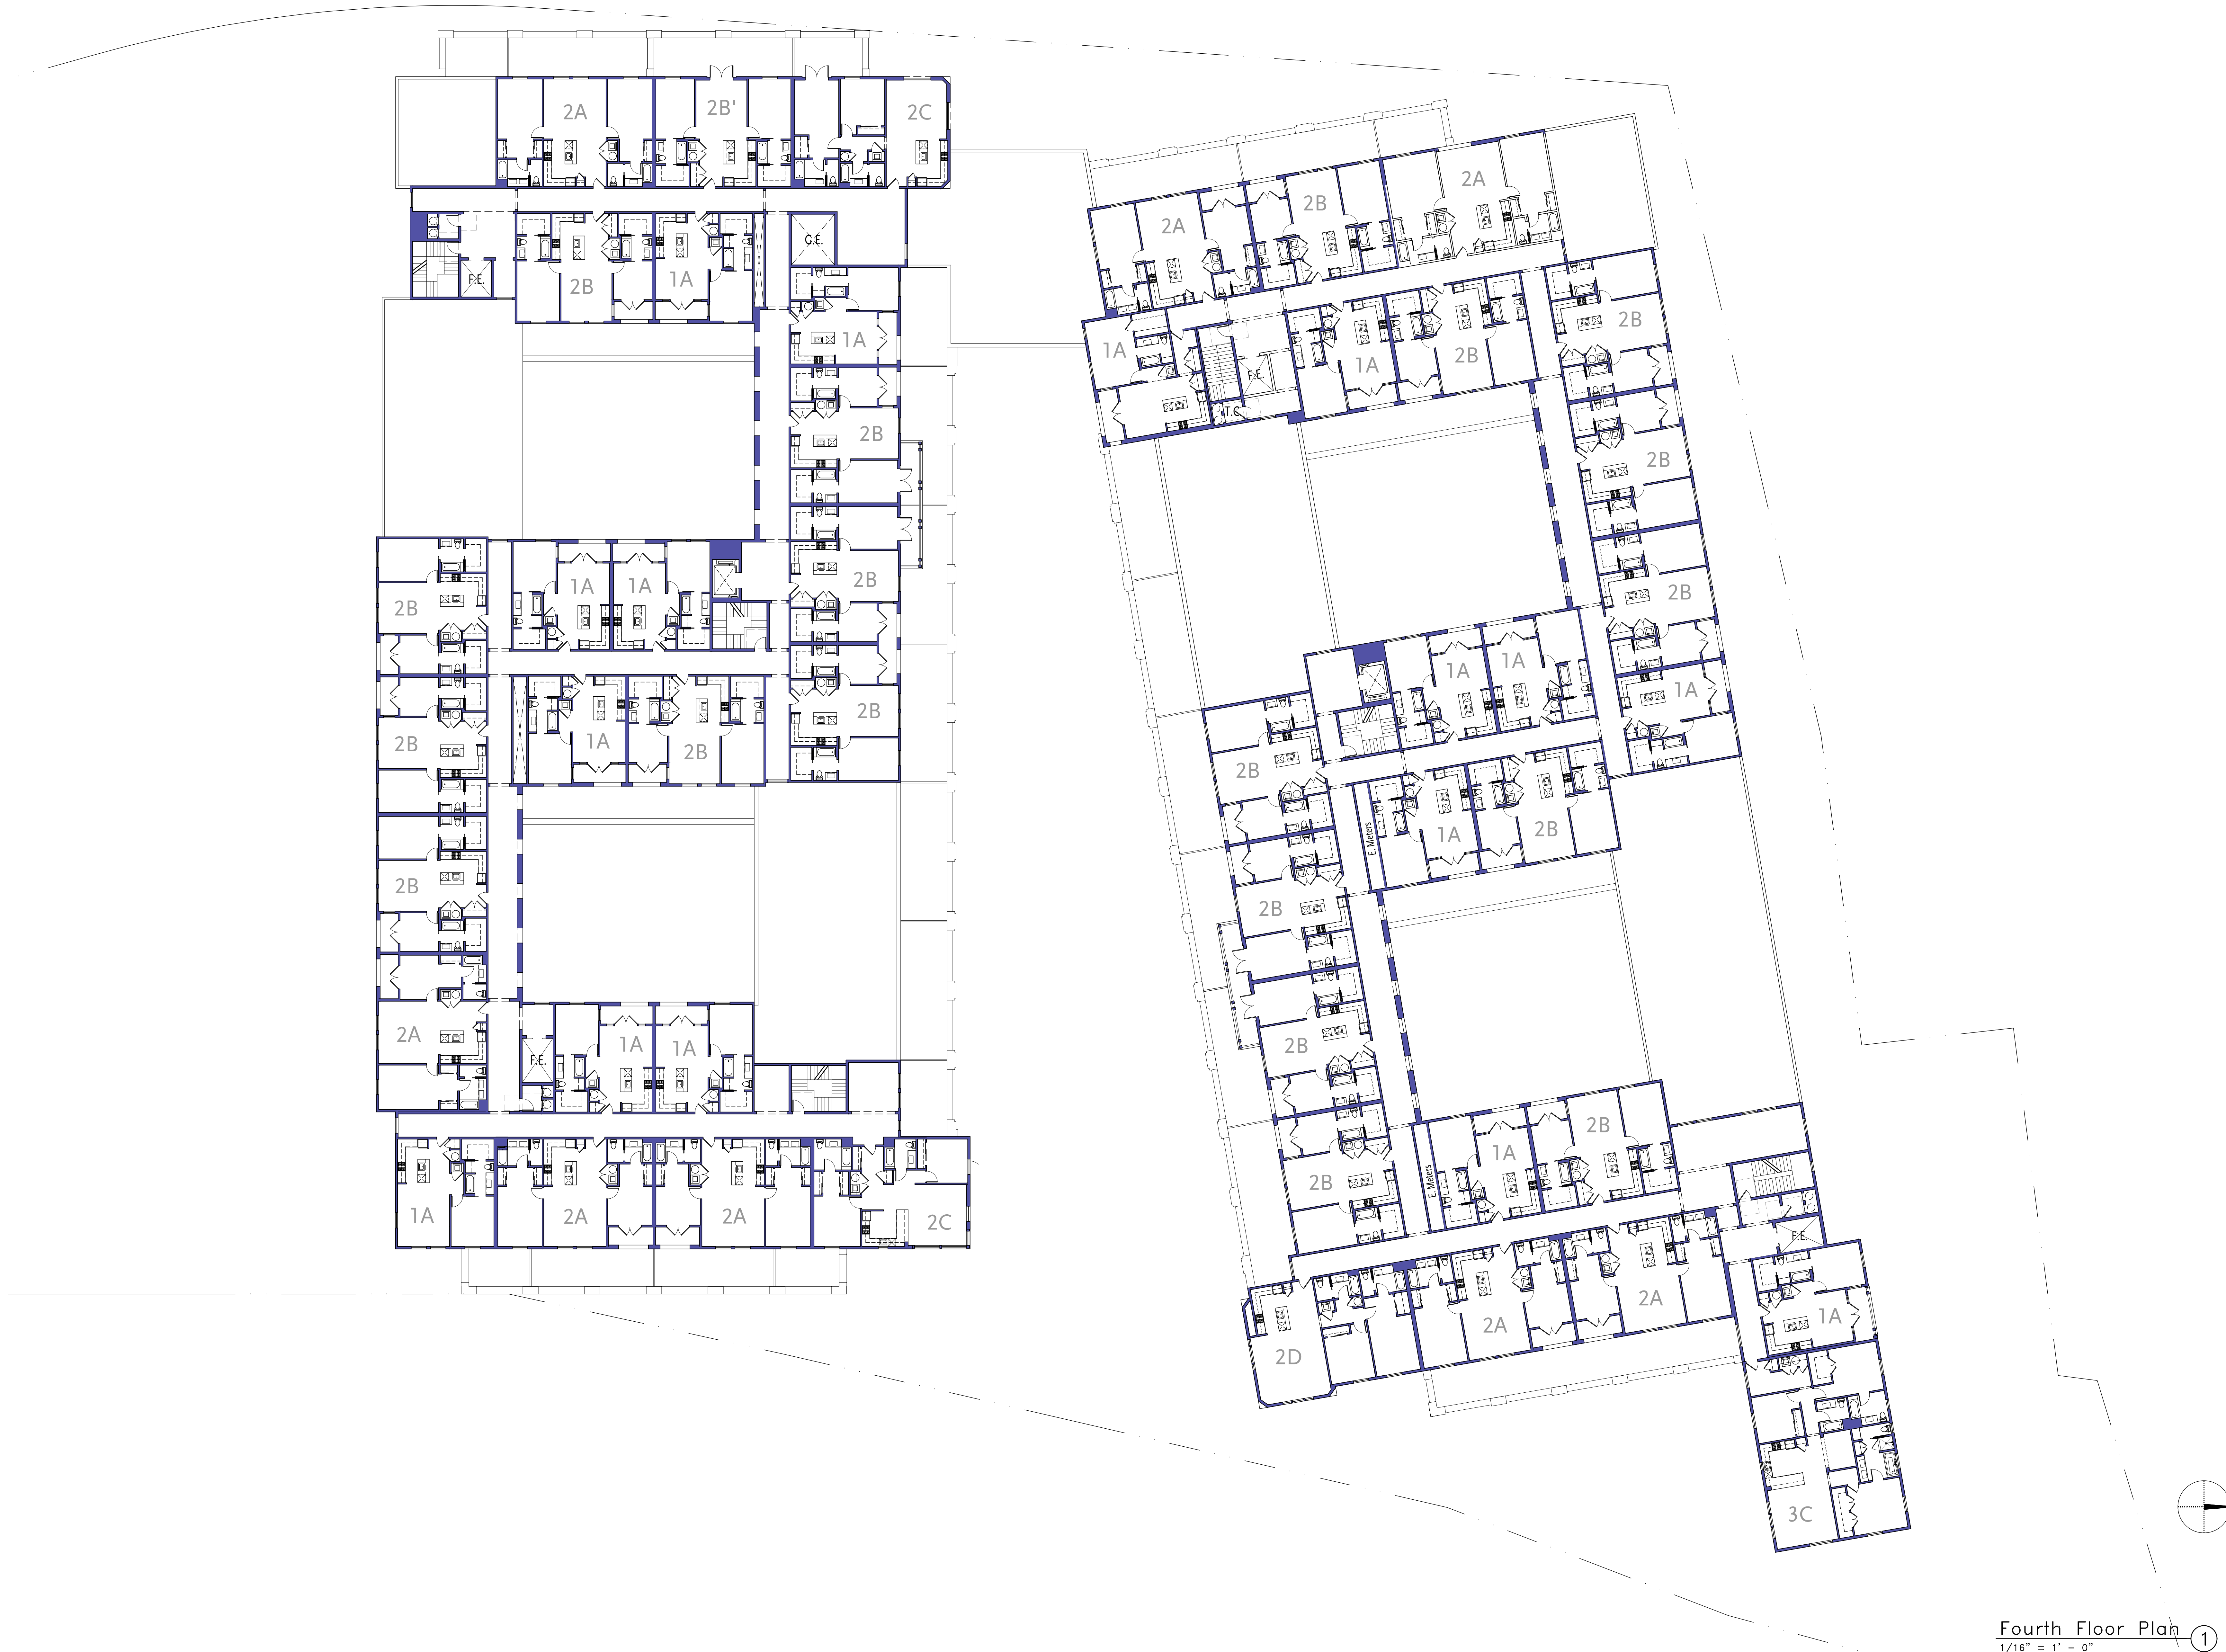 2A
2B'
2C
G.E.
F.E.
2B
1A
1A
2B
2B
2B
1A
1A
1A
2B
2B
2B
2B
2A
F.E.
1A
1A
1A
2A
2A
2C
2A
2B
2A
1A
F.E.
T.C
1A
2B
2B
2B
2B
1A
1A
1A
2B
E. Meters
1A
2B
2B
2B
2B
E. Meters
1A
2B
F.E.
2D
2A
2A
1A
3C
Fourth Floor Plan
1
1/16" = 1' - 0"